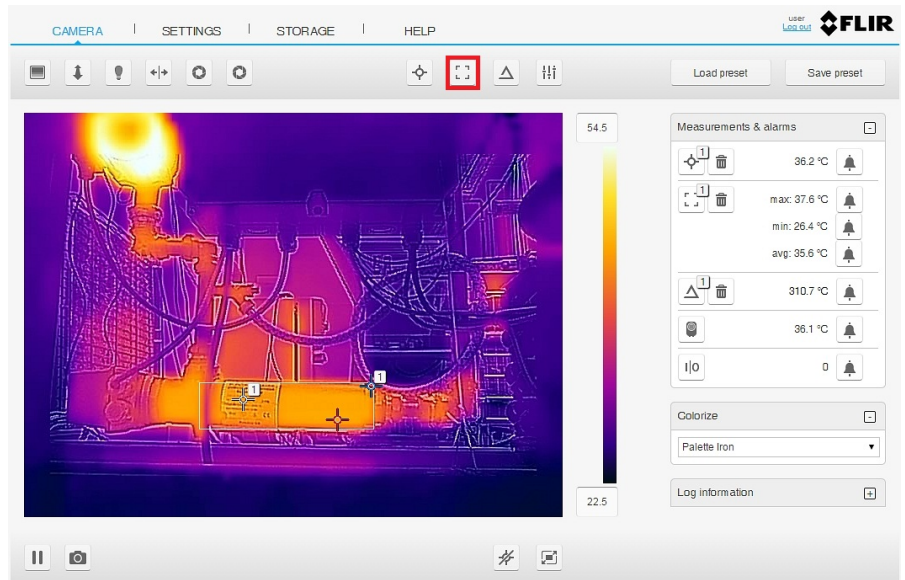 CAMERA | SETTINGS | STORAGE | HELP
user
Log out
FLIR
Load preset
Save preset
54.5
22.5
Measurements & alarms
1
36.2 °C
1
max: 37.6 °C
min: 26.4 °C
avg: 35.6 °C
1
310.7 °C
36.1 °C
I|O
0
Colorize
Palette Iron
Log information
1
1